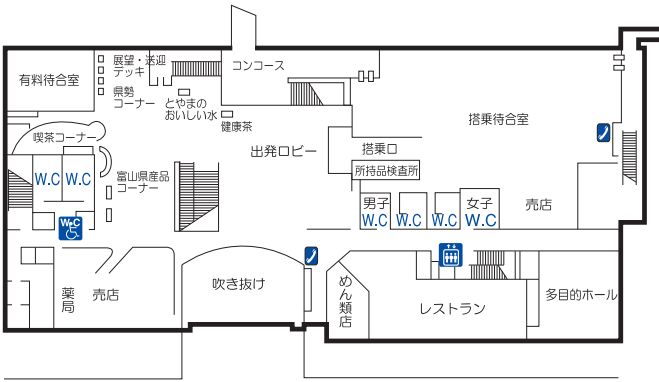 展望・送迎
デッキ
コンコース
有料待合室
県勢
コーナー
とやまの
おいしい水
健康茶
搭乗待合室
喫茶コーナー
出発ロビー
搭乗口
所持品検査所
W.C
W.C
富山県産品
コーナー
男子
W.C
W.C
W.C
女子
W.C
売店
W.C
薬局
売店
吹き抜け
めん類店
レストラン
多目的ホール